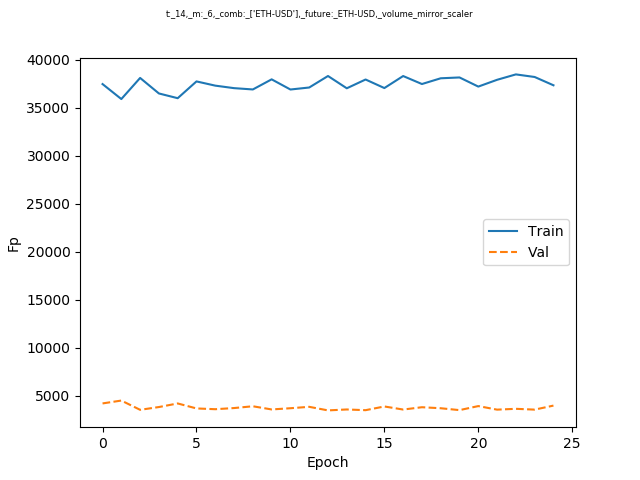 t:_14,_m:_6,_comb:_['ETH-USD'],_future:_ETH-USD,_volume_mirror_scaler
40000
35000
30000
25000
20000
15000
10000
5000
Fp
Train
Val
0 5 10 15 20 25
Epoch